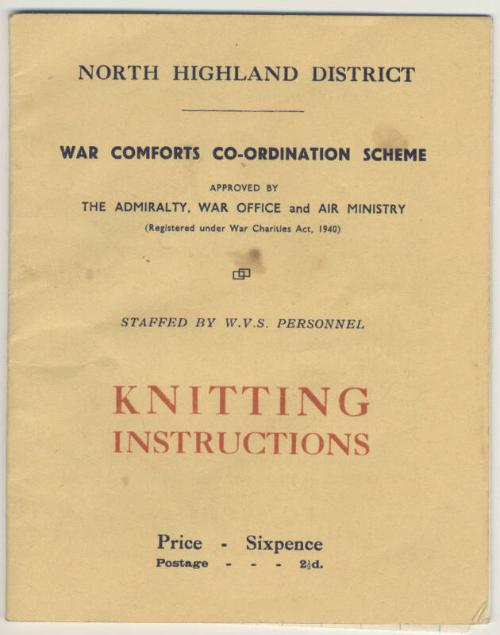 NORTH HIGHLAND DISTRICT
WAR COMFORTS CO-ORDINATION SCHEME
APPROVED BY
THE ADMIRALTY, WAR OFFICE and AIR MINISTRY
(Registered under War Charities Act, 1940)
STAFFED BY W.V.S. PERSONNEL
KNITTING
INSTRUCTIONS
Price - Sixpence
Postage - - - 2½d.